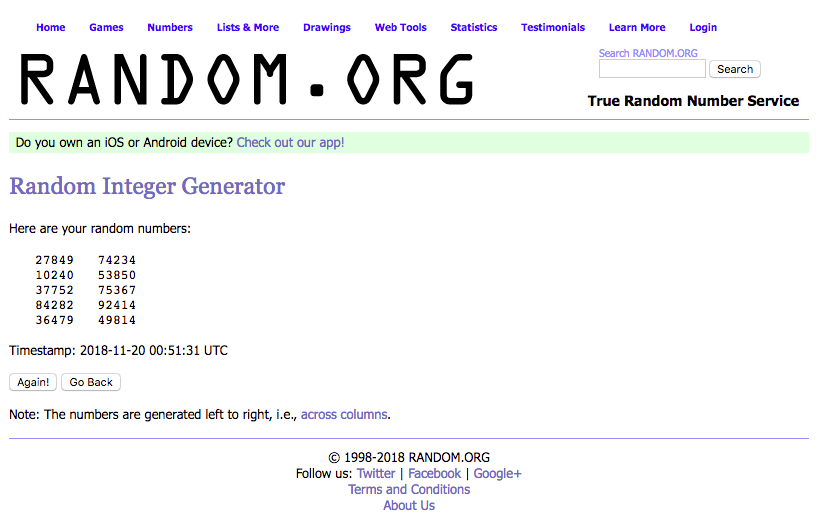 Home Games Numbers Lists & More Drawings Web Tools Statistics Testimonials Learn More Login
RANDOM.ORG
Search RANDOM.ORG
Search
True Random Number Service
Do you own an iOS or Android device? Check out our app!
Random Integer Generator
Here are your random numbers:
27849 74234
10240 53850
37752 75367
84282 92414
36479 49814
Timestamp: 2018-11-20 00:51:31 UTC
Again! Go Back
Note: The numbers are generated left to right, i.e., across columns.
© 1998-2018 RANDOM.ORG
Follow us: Twitter | Facebook | Google+
Terms and Conditions
About Us